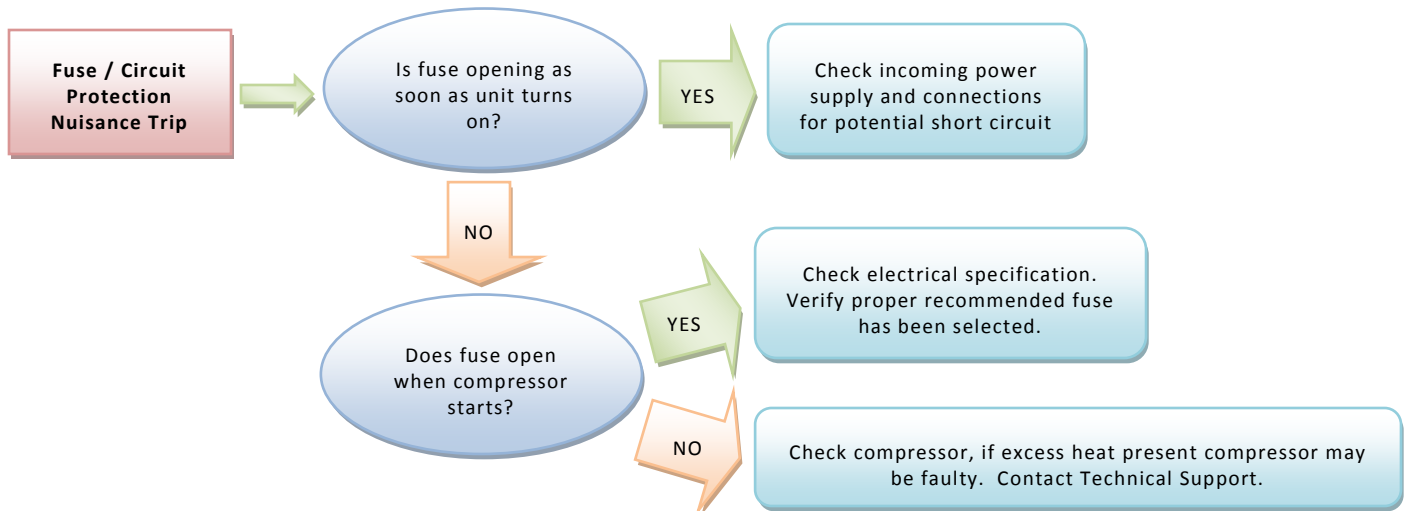 Fuse / Circuit
Protection
Nuisance Trip
Is fuse opening as
soon as unit turns
on?
YES
Check incoming power
supply and connections
for potential short circuit
NO
Does fuse open
when compressor
starts?
YES
Check electrical specification.
Verify proper recommended fuse
has been selected.
NO
Check compressor, if excess heat present compressor may
be faulty. Contact Technical Support.